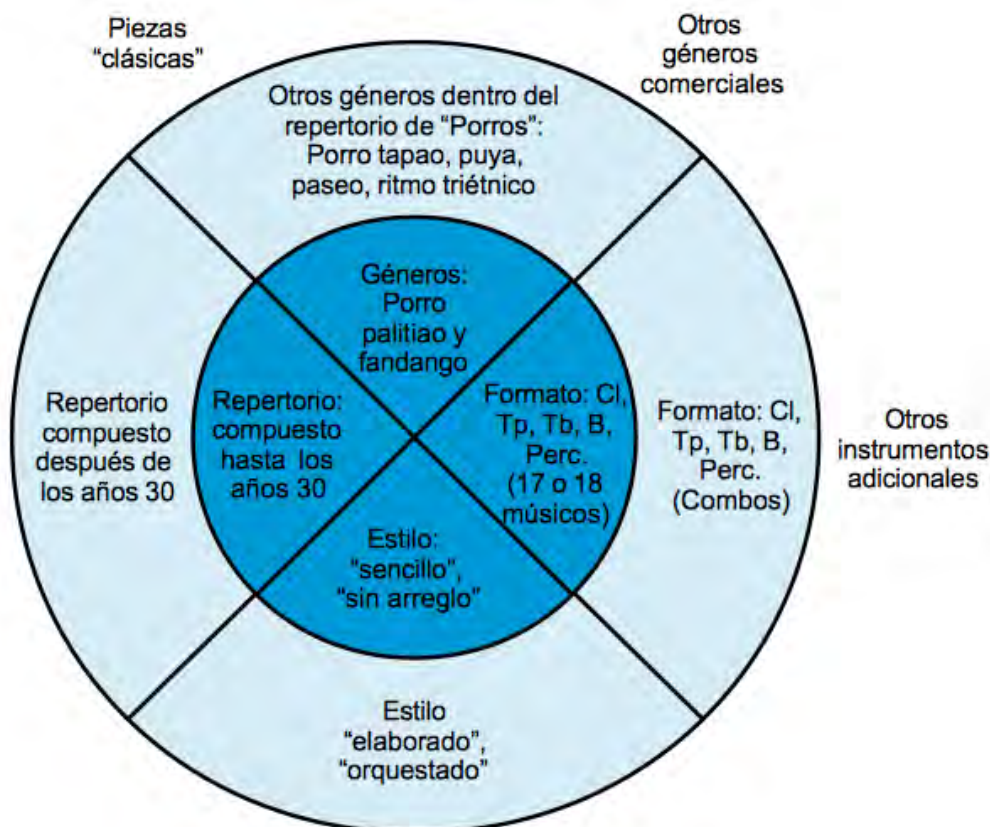 Piezas
“clásicas”
Otros
géneros
comerciales
Otros géneros dentro del
repertorio de “Porros”:
Porro tapao, puya,
paseo, ritmo triétnico
Géneros:
Porro
palitiao y
fandango
Repertorio
compuesto
después de
los años 30
Repertorio:
compuesto
hasta los
años 30
Formato: Cl,
Tp, Tb, B,
Perc.
(17 o 18
músicos)
Formato: Cl,
Tp, Tb, B,
Perc.
(Combos)
Otros
instrumentos
adicionales
Estilo:
“sencillo”,
“sin arreglo”
Estilo
“elaborado”,
“orquestado”